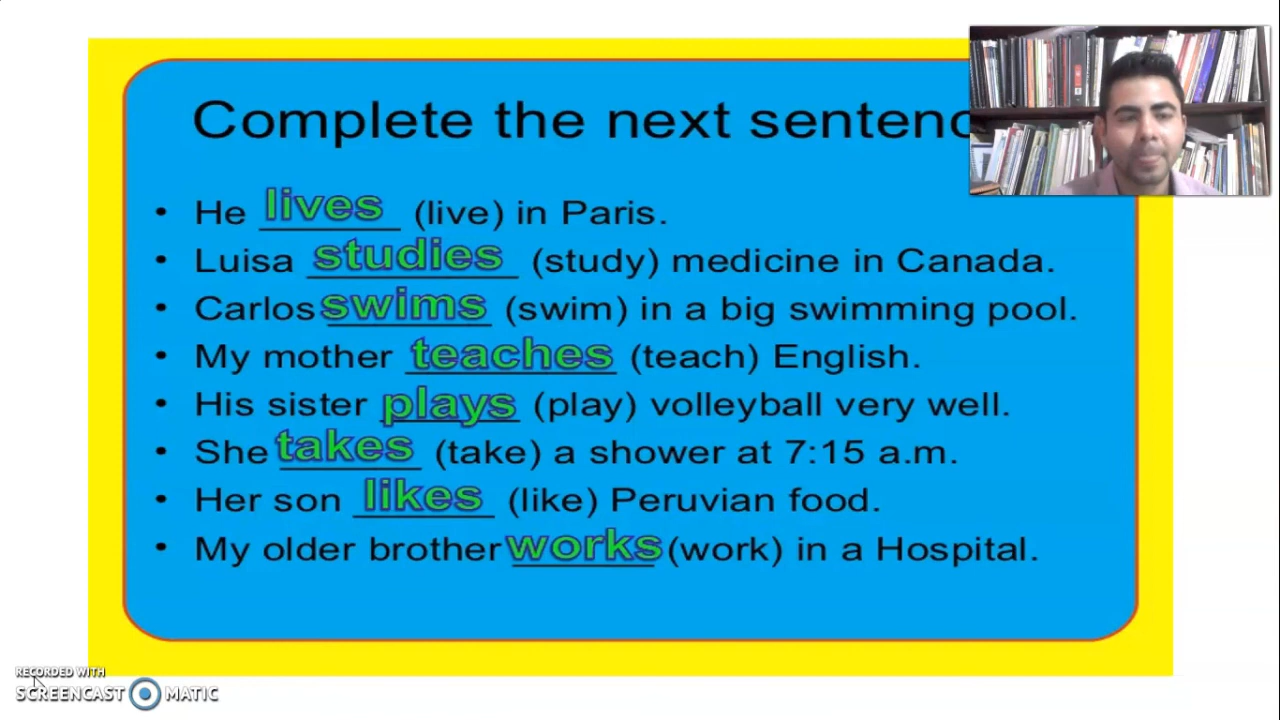 Complete the next sentenc
• He lives (live) in Paris.
• Luisa studies (study) medicine in Canada.
• Carlos swims (swim) in a big swimming pool.
• My mother teaches (teach) English.
• His sister plays (play) volleyball very well.
• She takes (take) a shower at 7:15 a.m.
• Her son likes (like) Peruvian food.
• My older brother works (work) in a Hospital.
RECORDED WITH
SCREENCAST MATIC